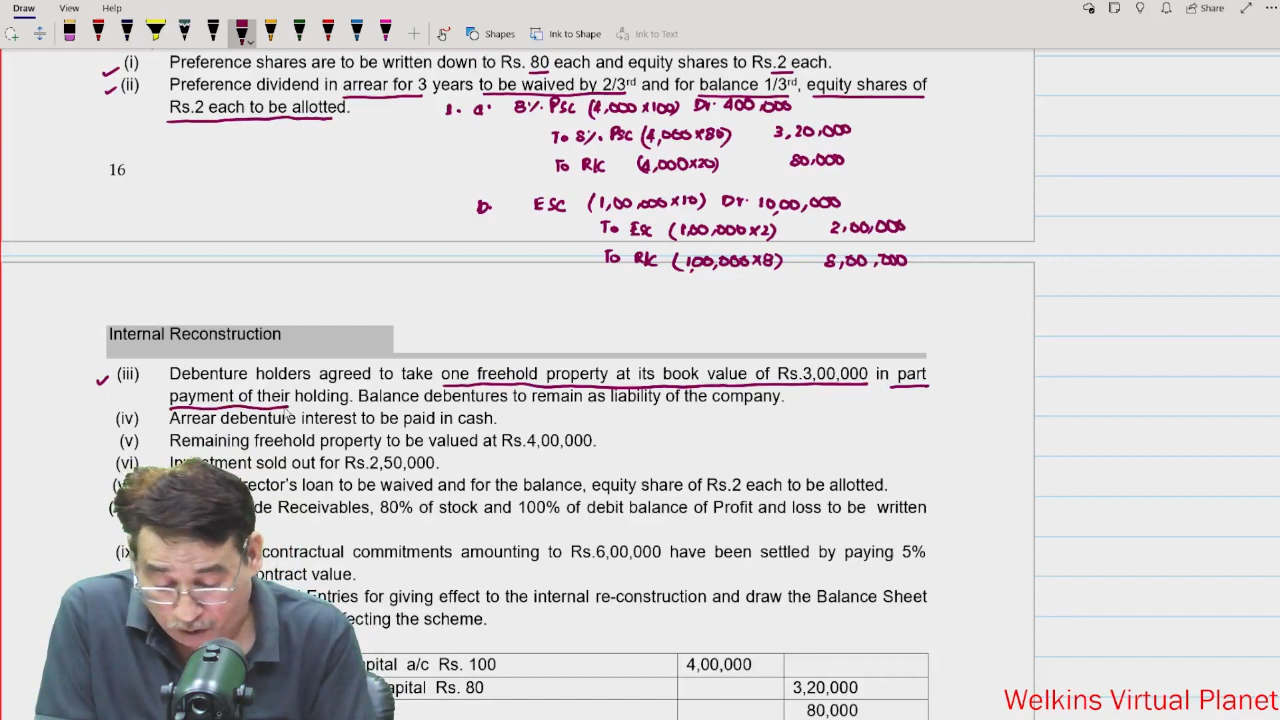 Draw View Help Share
Shapes Ink to Shape Ink to Text
(i) Preference shares are to be written down to Rs. 80 each and equity shares to Rs.2 each.
(ii) Preference dividend in arrear for 3 years to be waived by 2/3rd and for balance 1/3rd, equity shares of
Rs.2 each to be allotted.
1. a. 8%. PSC (4,000×100) Dr. 400,000
To 8%. PSC (4,000×80) 3,20,000
To R/C (4,000×20) 80,000
16
b. ESC (1,00,000×10) Dr. 10,00,000
To ESC (1,00,000×2) 2,00,000
To R/C (1,00,000×8) 8,00,000
Internal Reconstruction
(iii) Debenture holders agreed to take one freehold property at its book value of Rs.3,00,000 in part
payment of their holding. Balance debentures to remain as liability of the company.
(iv) Arrear debenture interest to be paid in cash.
(v) Remaining freehold property to be valued at Rs.4,00,000.
(vi) Investment sold out for Rs.2,50,000.
rector's loan to be waived and for the balance, equity share of Rs.2 each to be allotted.
de Receivables, 80% of stock and 100% of debit balance of Profit and loss to be written
(ix contractual commitments amounting to Rs.6,00,000 have been settled by paying 5%
ontract value.
Entries for giving effect to the internal re-construction and draw the Balance Sheet
fecting the scheme.
pital a/c Rs. 100 4,00,000
apital Rs. 80 3,20,000
80,000
Welkins Virtual Planet